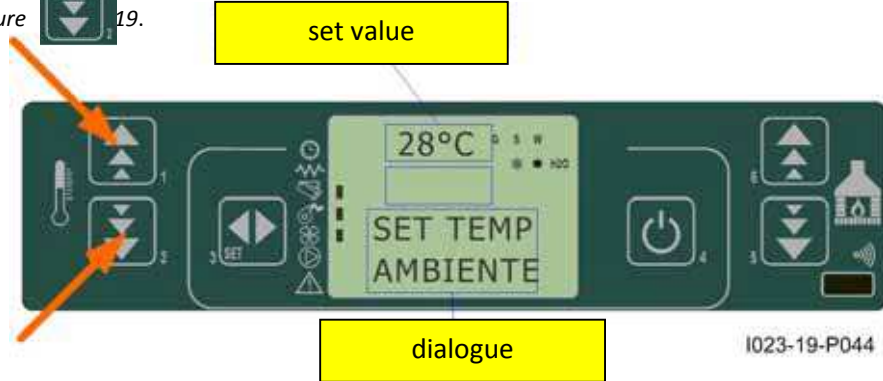 ure 19.
set value
28°C
G S W
H2O
1
6
SET TEMP
AMBIENTE
2
3 SET
4
5
dialogue
I023-19-P044